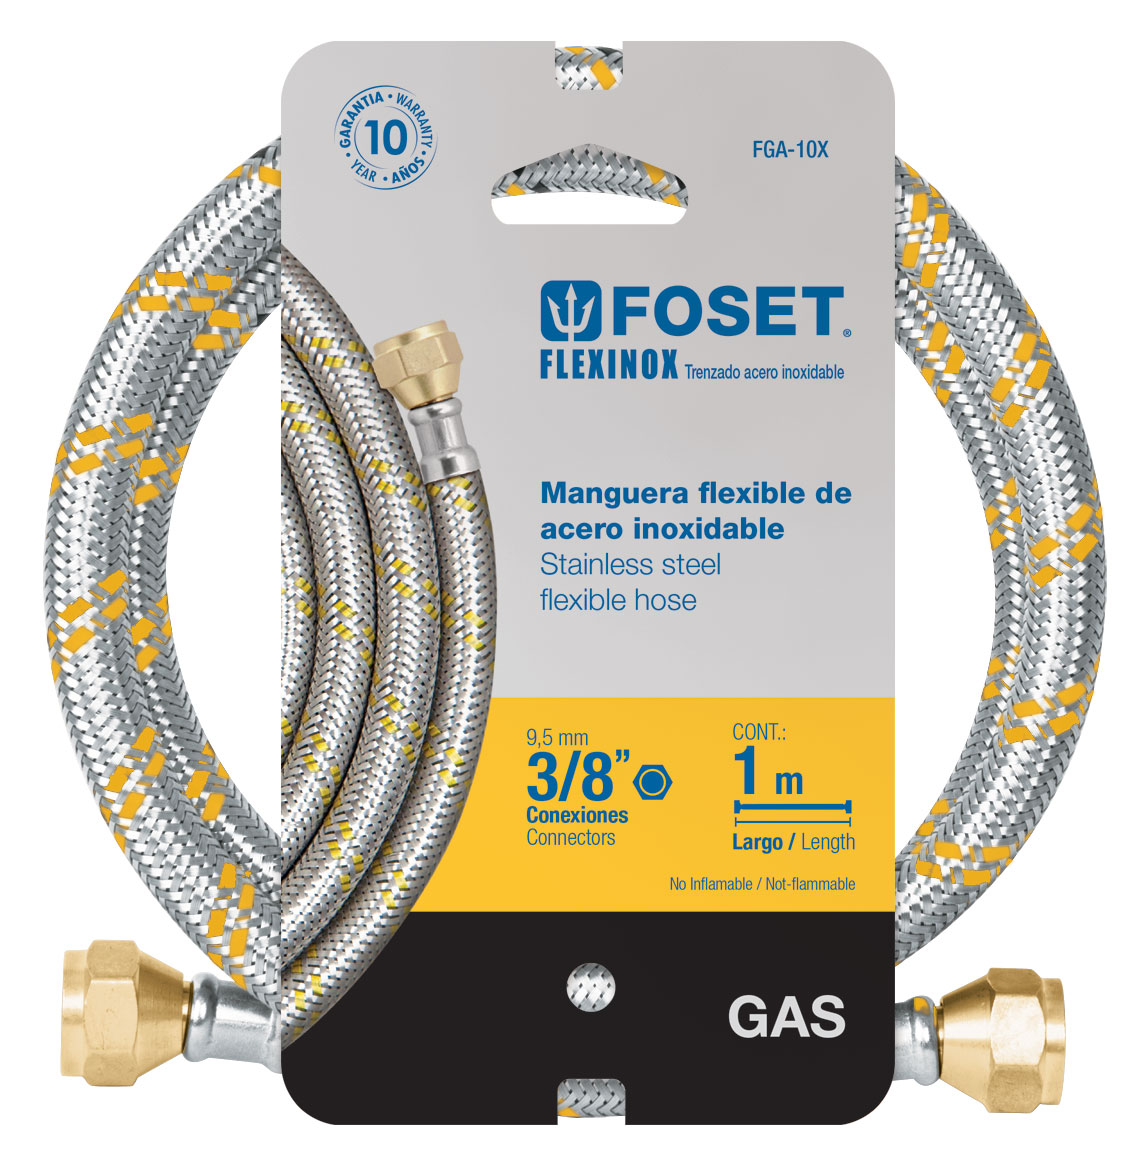 GARANTIA • WARRANTY
10
YEAR • AÑOS
FGA-10X
FOSET®
FLEXINOX Trenzado acero inoxidable
Manguera flexible de
acero inoxidable
Stainless steel
flexible hose
9,5 mm
3/8”
Conexiones
Connectors
CONT.:
1 m
Largo / Length
No Inflamable / Not-flammable
GAS